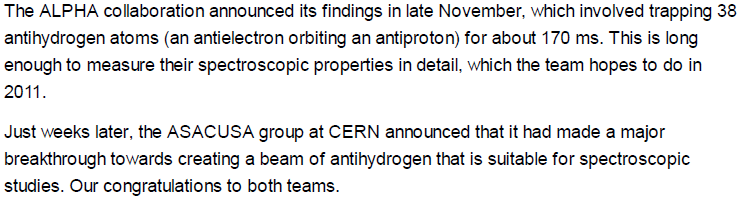 The ALPHA collaboration announced its findings in late November, which involved trapping 38
antihydrogen atoms (an antielectron orbiting an antiproton) for about 170 ms. This is long
enough to measure their spectroscopic properties in detail, which the team hopes to do in
2011.
Just weeks later, the ASACUSA group at CERN announced that it had made a major
breakthrough towards creating a beam of antihydrogen that is suitable for spectroscopic
studies. Our congratulations to both teams.